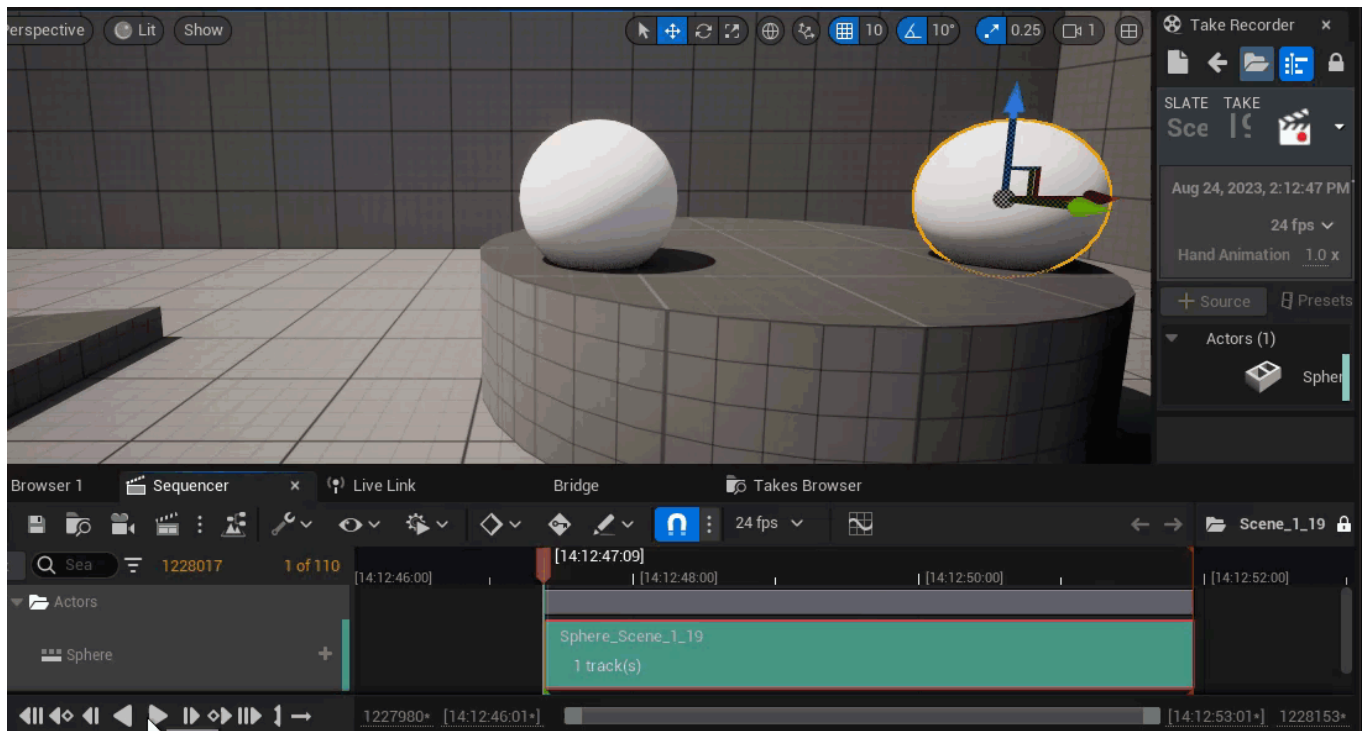 Perspective Lit Show 10 10° 0.25 1
Take Recorder
SLATE TAKE
Sce 19
Aug 24, 2023, 2:12:47 PM
24 fps
Hand Animation 1.0 x
Source Presets
Actors (1)
Spher
Browser 1 Sequencer Live Link Bridge Takes Browser
24 fps Scene_1_19
Sea 1228017 1 of 110
[14:12:46:00] [14:12:47:09] [14:12:48:00] [14:12:50:00] [14:12:52:00]
Actors
Sphere
Sphere_Scene_1_19
1 track(s)
1227980* [14:12:46:01*] [14:12:53:01*] 1228153*